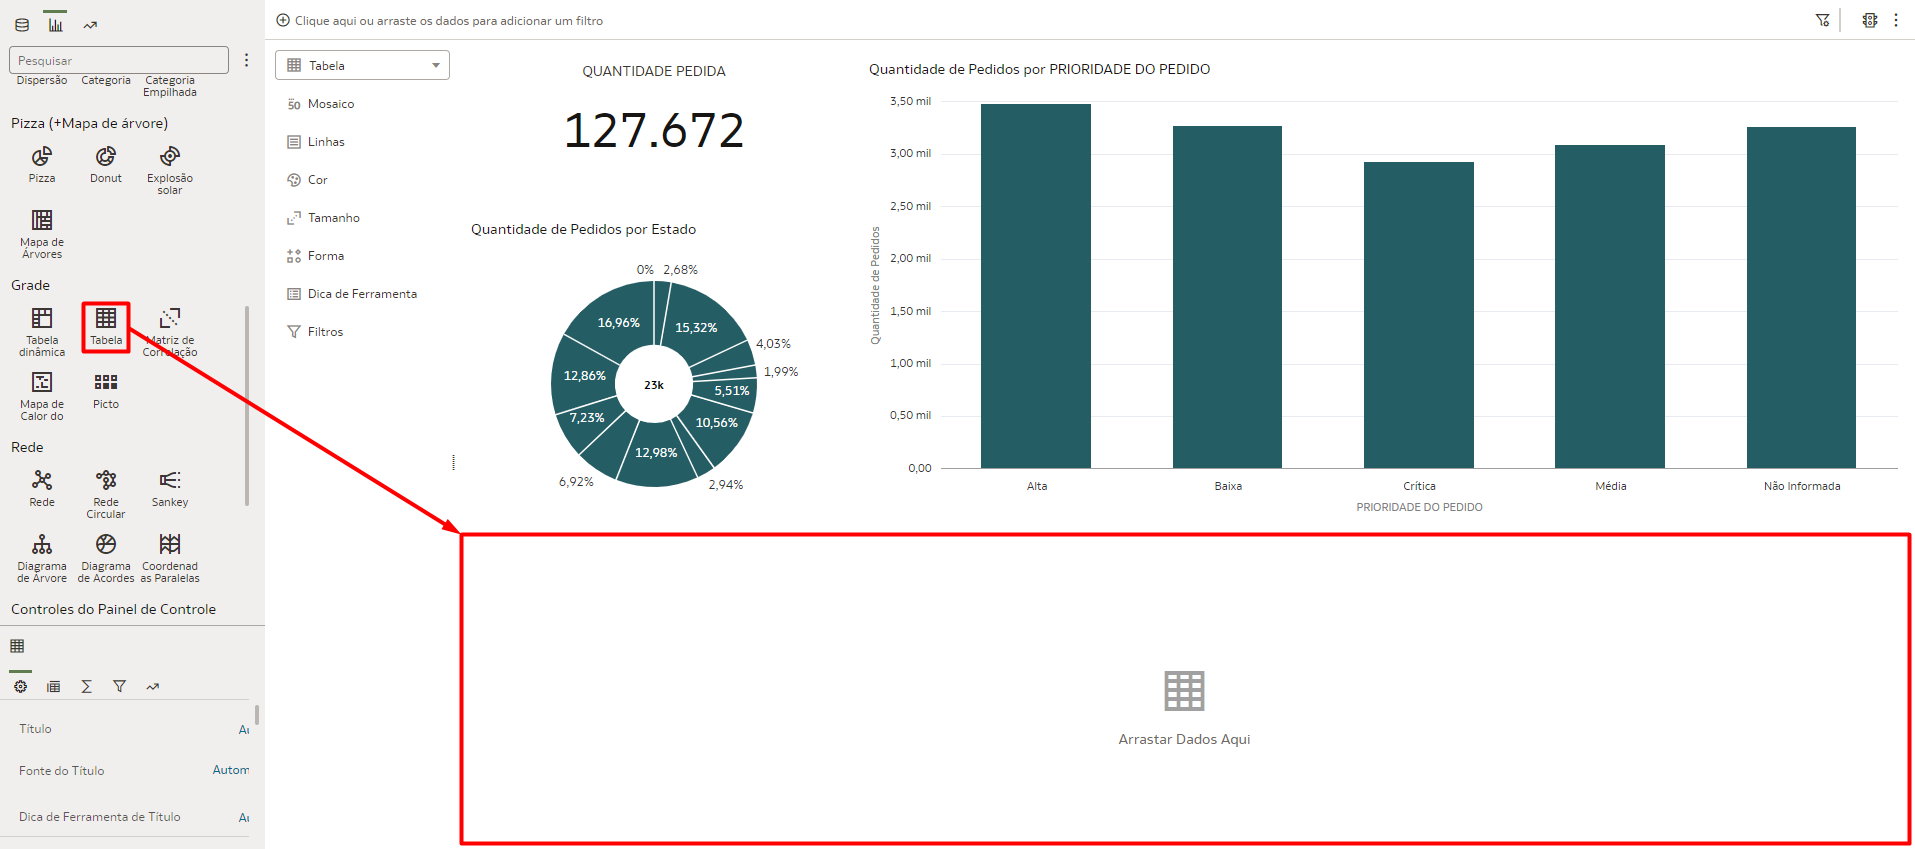 Clique aqui ou arraste os dados para adicionar um filtro
Pesquisar
Dispersão
Categoria
Categoria
Empilhada
Pizza (+Mapa de árvore)
Pizza
Donut
Explosão
solar
Mapa de
Árvores
Grade
Tabela
dinâmica
Tabela
Matriz de
Correlação
Mapa de
Calor do
Picto
Rede
Rede
Rede
Circular
Sankey
Diagrama
de Árvore
Diagrama
de Acordes
Coordenad
as Paralelas
Controles do Painel de Controle
Título
Au
Fonte do Título
Autom
Dica de Ferramenta de Título
Au
Tabela
50 Mosaico
Linhas
Cor
Tamanho
Forma
Dica de Ferramenta
Filtros
QUANTIDADE PEDIDA
127.672
Quantidade de Pedidos por Estado
0%
2,68%
16,96%
15,32%
4,03%
1,99%
12,86%
23k
5,51%
7,23%
10,56%
12,98%
6,92%
2,94%
Quantidade de Pedidos por PRIORIDADE DO PEDIDO
Quantidade de Pedidos
3,50 mil
3,00 mil
2,50 mil
2,00 mil
1,50 mil
1,00 mil
0,50 mil
0,00
Alta
Baixa
Crítica
Média
Não Informada
PRIORIDADE DO PEDIDO
Arrastar Dados Aqui